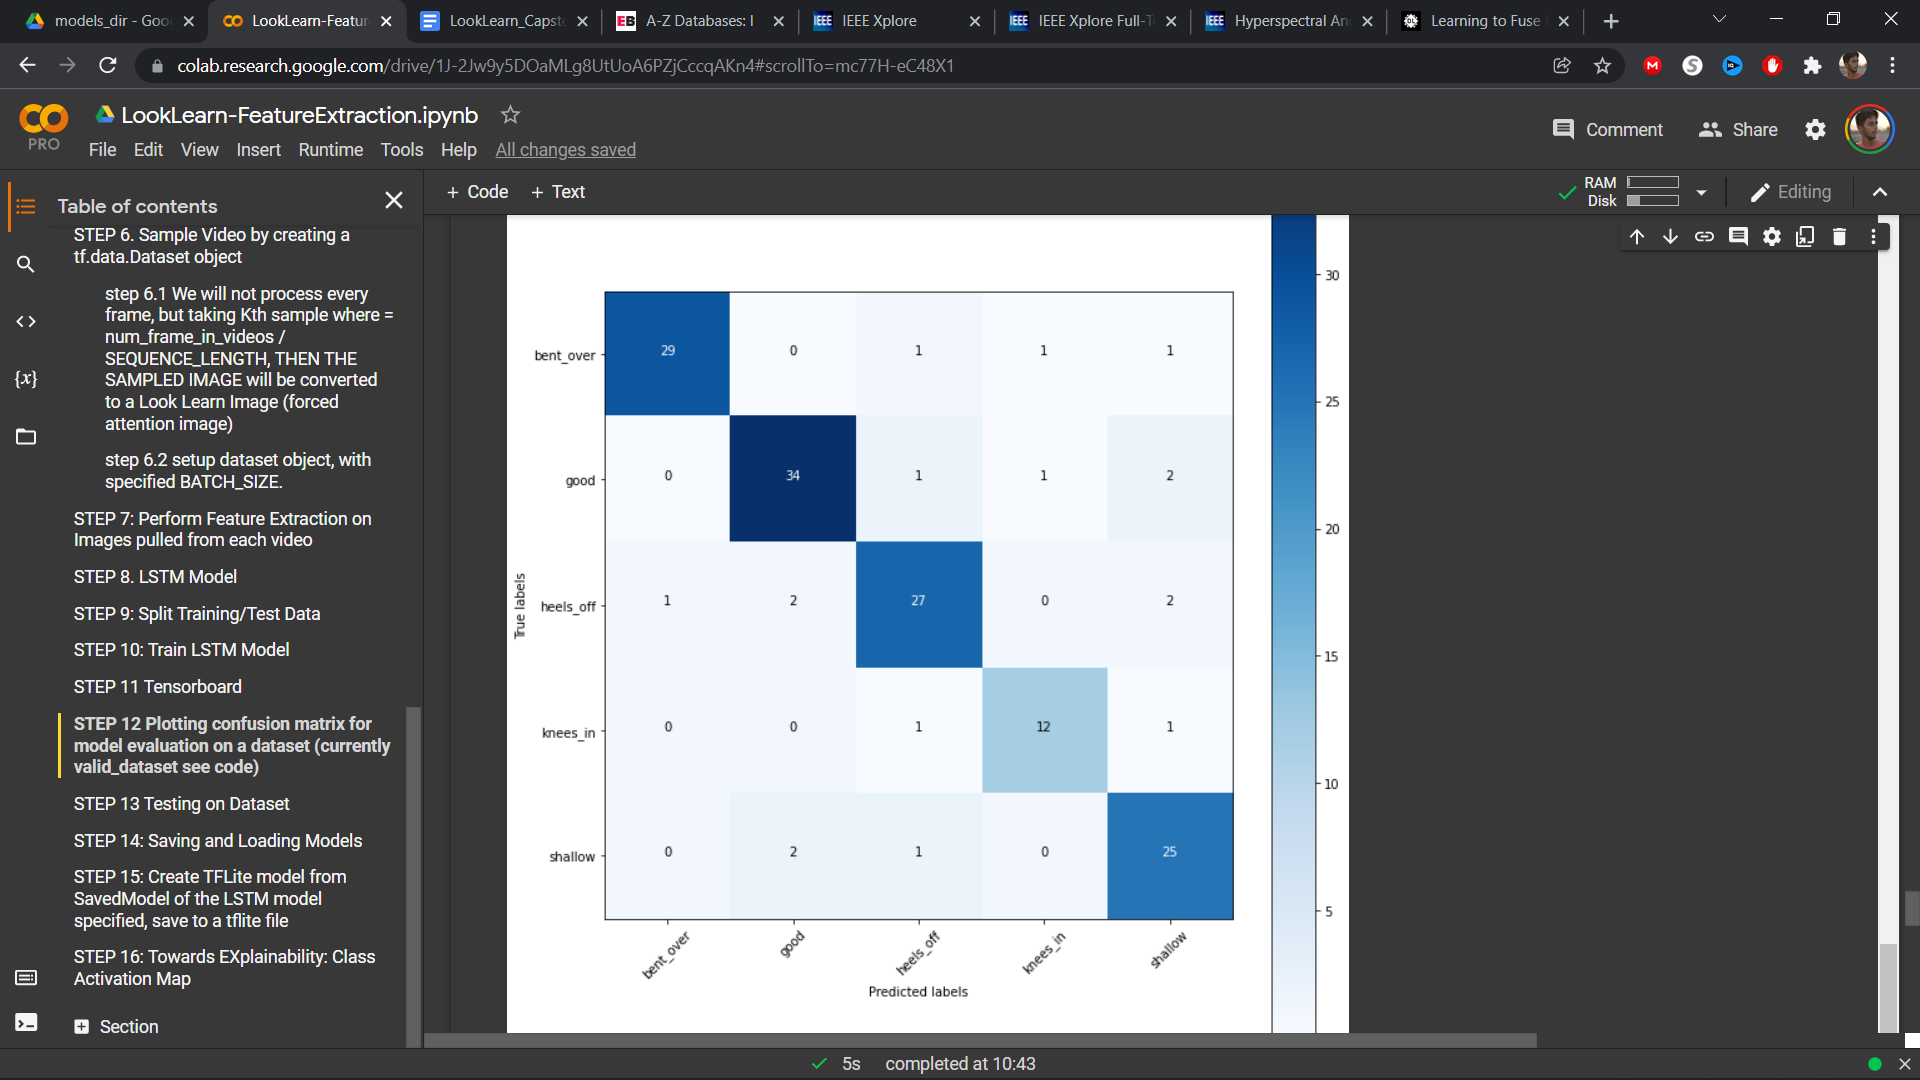 models_dir - Goo
LookLearn-Featur
LookLearn_Capsto
A-Z Databases: I
IEEE Xplore
IEEE Xplore Full-T
Hyperspectral An
Learning to Fuse
colab.research.google.com/drive/1J-2Jw9y5DOaMLg8UtUoA6PZjCccqAKn4#scrollTo=mc77H-eC48X1
LookLearn-FeatureExtraction.ipynb
PRO
File Edit View Insert Runtime Tools Help All changes saved
Comment
Share
+ Code + Text
RAM
Disk
Editing
Table of contents
STEP 6. Sample Video by creating a
tf.data.Dataset object
step 6.1 We will not process every
frame, but taking Kth sample where =
num_frame_in_videos /
SEQUENCE_LENGTH, THEN THE
SAMPLED IMAGE will be converted
to a Look Learn Image (forced
attention image)
step 6.2 setup dataset object, with
specified BATCH_SIZE.
STEP 7: Perform Feature Extraction on
Images pulled from each video
STEP 8. LSTM Model
STEP 9: Split Training/Test Data
STEP 10: Train LSTM Model
STEP 11 Tensorboard
STEP 12 Plotting confusion matrix for
model evaluation on a dataset (currently
valid_dataset see code)
STEP 13 Testing on Dataset
STEP 14: Saving and Loading Models
STEP 15: Create TFLite model from
SavedModel of the LSTM model
specified, save to a tflite file
STEP 16: Towards EXplainability: Class
Activation Map
Section
True labels
bent_over 29 0 1 1 1
good 0 34 1 1 2
heels_off 1 2 27 0 2
knees_in 0 0 1 12 1
shallow 0 2 1 0 25
bent_over good heels_off knees_in shallow
Predicted labels
30
25
20
15
10
5
5s completed at 10:43